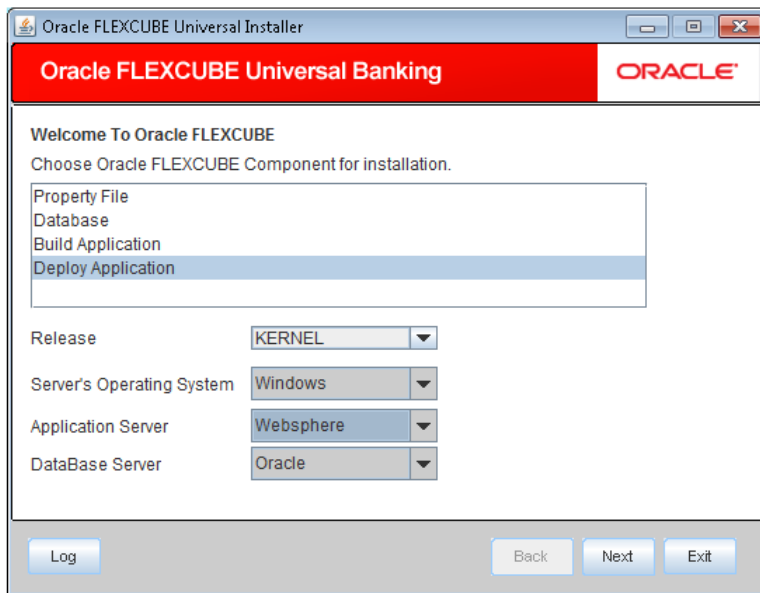 Oracle FLEXCUBE Universal Installer
Oracle FLEXCUBE Universal Banking
ORACLE®
Welcome To Oracle FLEXCUBE
Choose Oracle FLEXCUBE Component for installation.
Property File
Database
Build Application
Deploy Application
Release KERNEL
Server's Operating System Windows
Application Server Websphere
DataBase Server Oracle
Log Back Next Exit